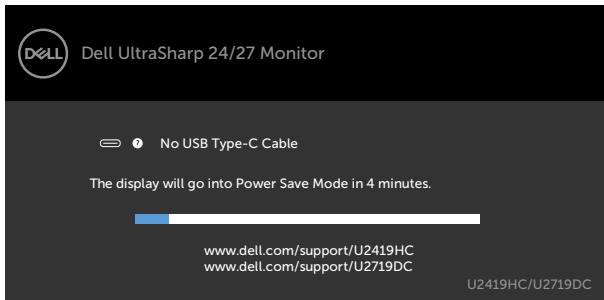 DELL
Dell UltraSharp 24/27 Monitor
? No USB Type-C Cable
The display will go into Power Save Mode in 4 minutes.
www.dell.com/support/U2419HC
www.dell.com/support/U2719DC
U2419HC/U2719DC